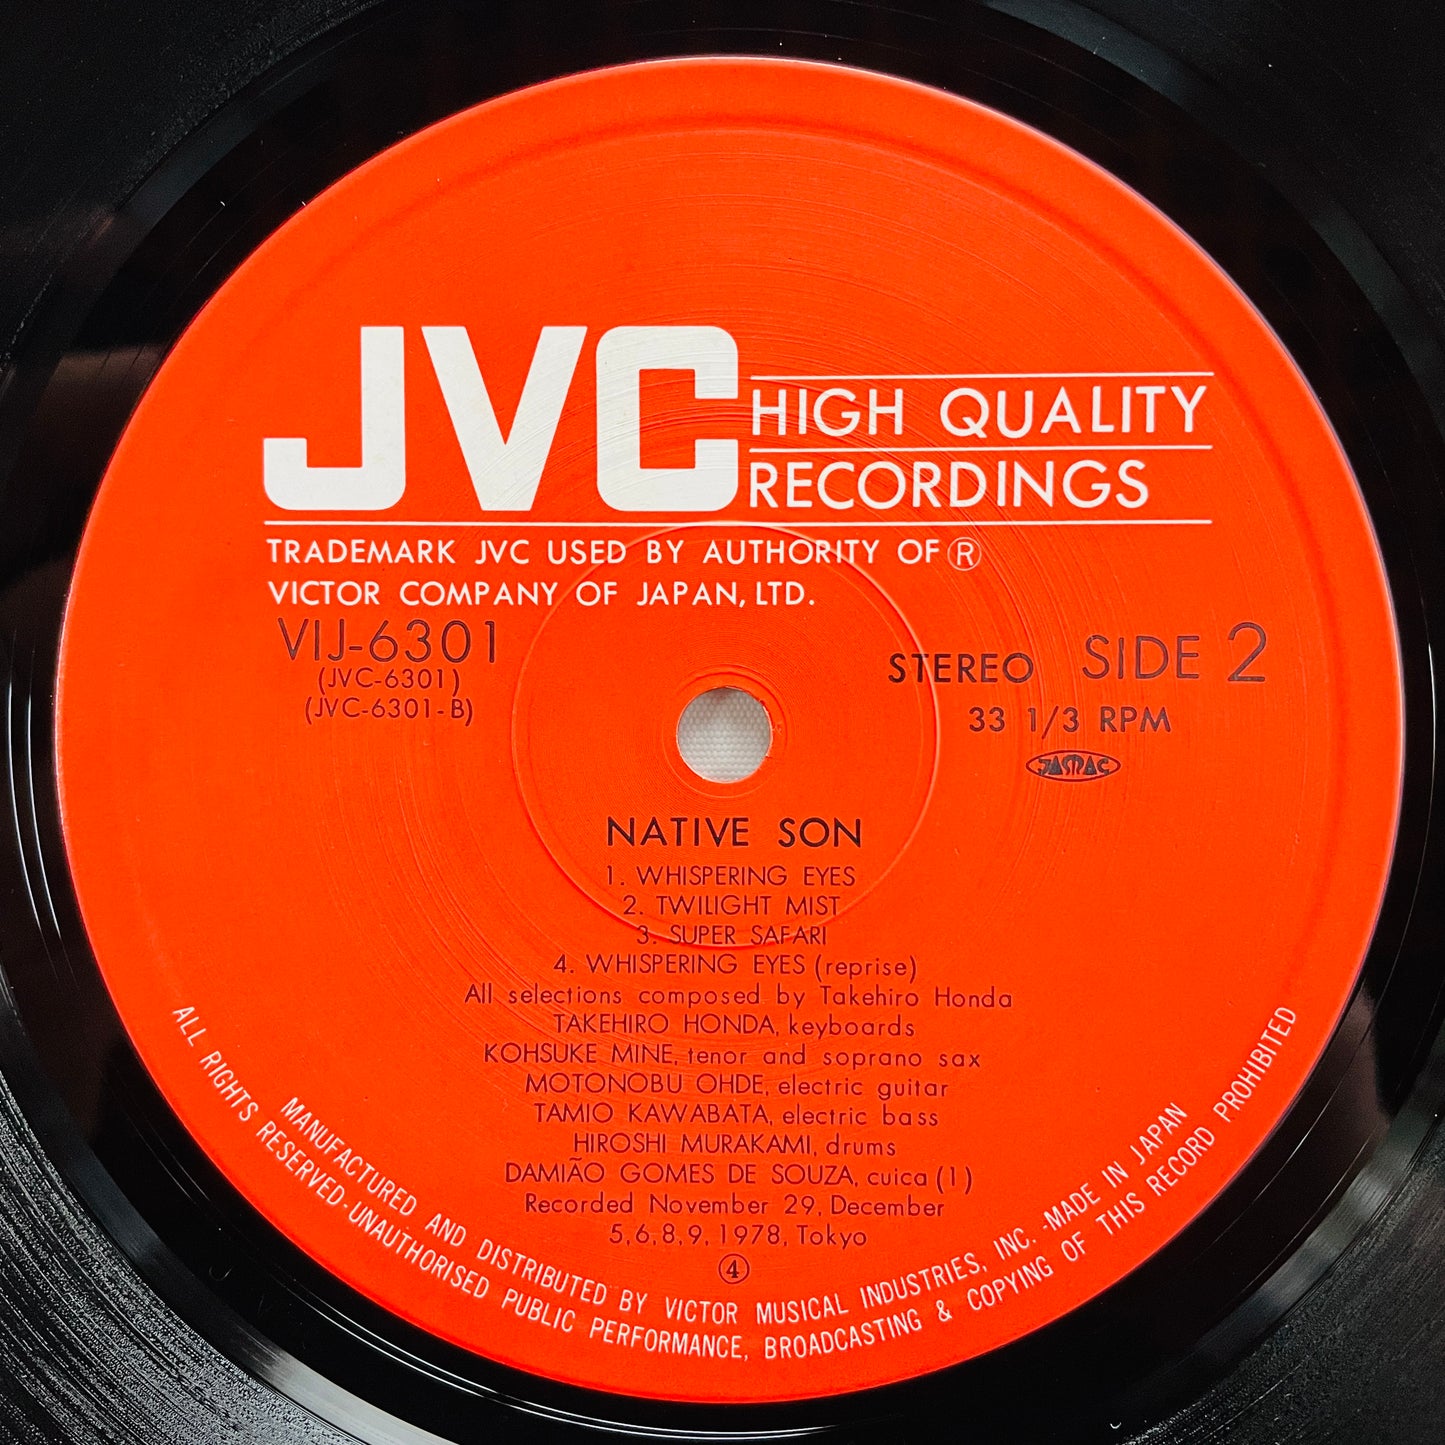 JVC
HIGH QUALITY
RECORDINGS
TRADEMARK JVC USED BY AUTHORITY OF ®
VICTOR COMPANY OF JAPAN, LTD.
VIJ-6301
(JVC-6301)
(JVC-6301-B)
STEREO SIDE 2
33 1/3 RPM
JASRAC
NATIVE SON
1. WHISPERING EYES
2. TWILIGHT MIST
3. SUPER SAFARI
4. WHISPERING EYES (reprise)
All selections composed by Takehiro Honda
TAKEHIRO HONDA, keyboards
KOHSUKE MINE, tenor and soprano sax
MOTONOBU OHDE, electric guitar
TAMIO KAWABATA, electric bass
HIROSHI MURAKAMI, drums
DAMIÃO GOMES DE SOUZA, cuica (1)
Recorded November 29, December
5, 6, 8, 9, 1978, Tokyo
④
MANUFACTURED AND DISTRIBUTED BY VICTOR MUSICAL INDUSTRIES, INC. -MADE IN JAPAN
ALL RIGHTS RESERVED-UNAUTHORISED PUBLIC PERFORMANCE, BROADCASTING & COPYING OF THIS RECORD PROHIBITED